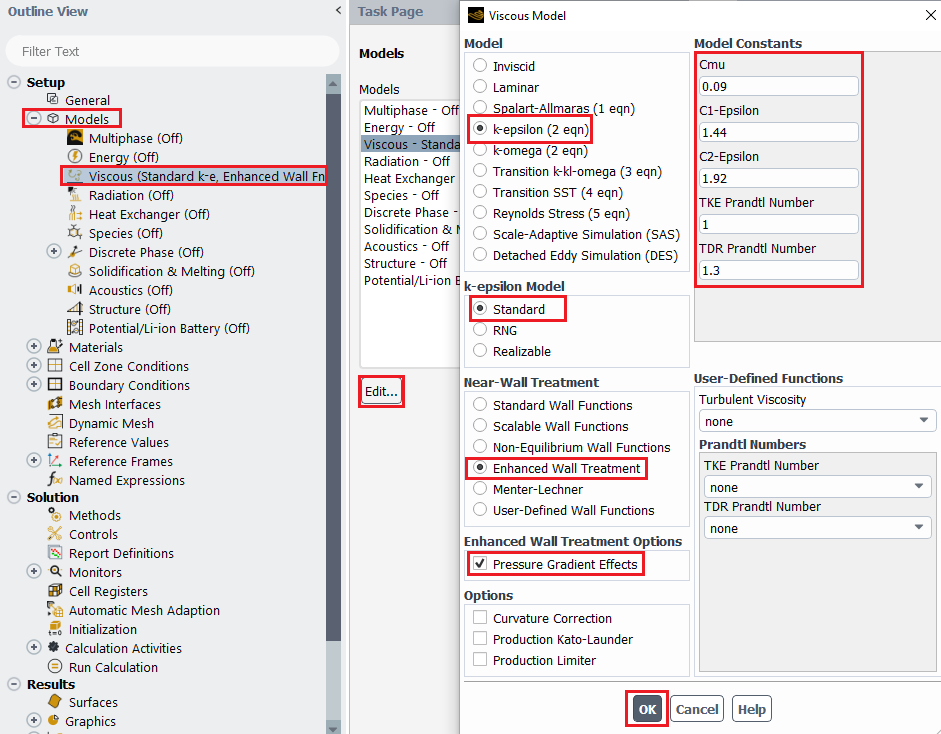 Outline View
Filter Text
Setup
General
Models
Multiphase (Off)
Energy (Off)
Viscous (Standard k-e, Enhanced Wall Fn
Radiation (Off)
Heat Exchanger (Off)
Species (Off)
Discrete Phase (Off)
Solidification & Melting (Off)
Acoustics (Off)
Structure (Off)
Potential/Li-ion Battery (Off)
Materials
Cell Zone Conditions
Boundary Conditions
Mesh Interfaces
Dynamic Mesh
Reference Values
Reference Frames
Named Expressions
Solution
Methods
Controls
Report Definitions
Monitors
Cell Registers
Automatic Mesh Adaption
Initialization
Calculation Activities
Run Calculation
Results
Surfaces
Graphics
Task Page
Models
Models
Multiphase - Off
Energy - Off
Viscous - Standa
Radiation - Off
Heat Exchanger
Species - Off
Discrete Phase -
Solidification &
Acoustics - Off
Structure - Off
Potential/Li-ion B
Edit...
Viscous Model
Model
Inviscid
Laminar
Spalart-Allmaras (1 eqn)
k-epsilon (2 eqn)
k-omega (2 eqn)
Transition k-kl-omega (3 eqn)
Transition SST (4 eqn)
Reynolds Stress (5 eqn)
Scale-Adaptive Simulation (SAS)
Detached Eddy Simulation (DES)
k-epsilon Model
Standard
RNG
Realizable
Near-Wall Treatment
Standard Wall Functions
Scalable Wall Functions
Non-Equilibrium Wall Functions
Enhanced Wall Treatment
Menter-Lechner
User-Defined Wall Functions
Enhanced Wall Treatment Options
Pressure Gradient Effects
Options
Curvature Correction
Production Kato-Launder
Production Limiter
Model Constants
Cmu
0.09
C1-Epsilon
1.44
C2-Epsilon
1.92
TKE Prandtl Number
1
TDR Prandtl Number
1.3
User-Defined Functions
Turbulent Viscosity
none
Prandtl Numbers
TKE Prandtl Number
none
TDR Prandtl Number
none
OK
Cancel
Help